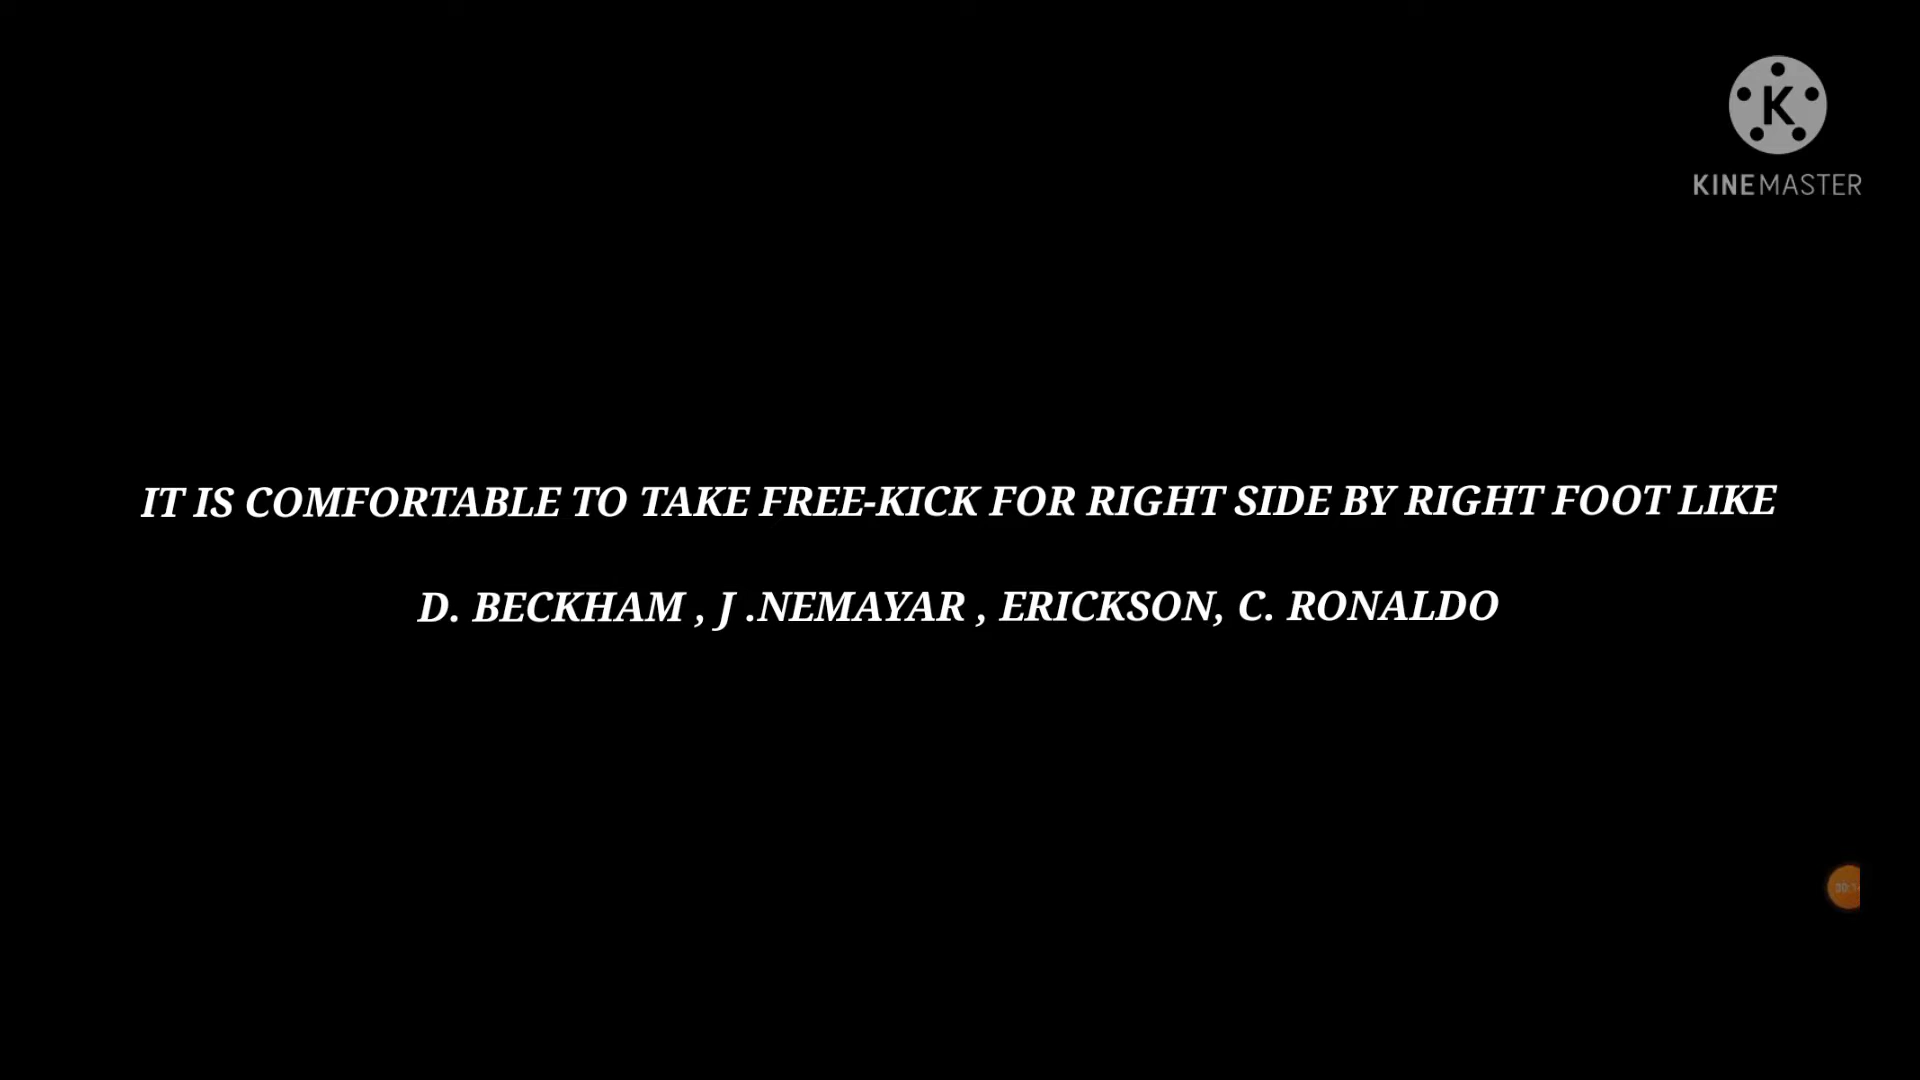 K
KINEMASTER
IT IS COMFORTABLE TO TAKE FREE-KICK FOR RIGHT SIDE BY RIGHT FOOT LIKE
D. BECKHAM , J .NEMAYAR , ERICKSON, C. RONALDO